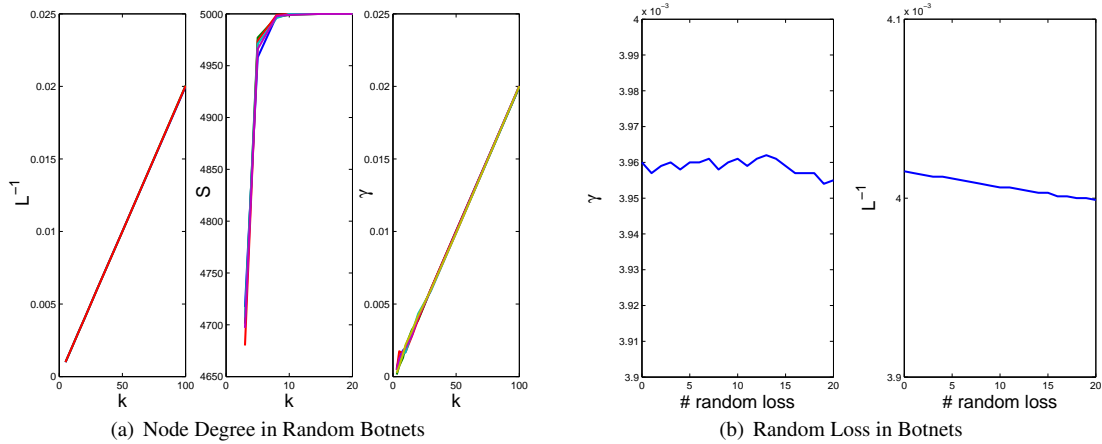 0.025
0.02
0.015
0.01
0.005
0
L⁻¹
0 50 100
k
5000
4950
4900
4850
4800
4750
4700
4650
S
0 10 20
k
0.025
0.02
0.015
0.01
0.005
0
γ
0 50 100
k
(a) Node Degree in Random Botnets
x 10⁻³
4
3.99
3.98
3.97
3.96
3.95
3.94
3.93
3.92
3.91
3.9
γ
0 5 10 15 20
# random loss
x 10⁻³
4.1
4
3.9
L⁻¹
0 5 10 15 20
# random loss
(b) Random Loss in Botnets